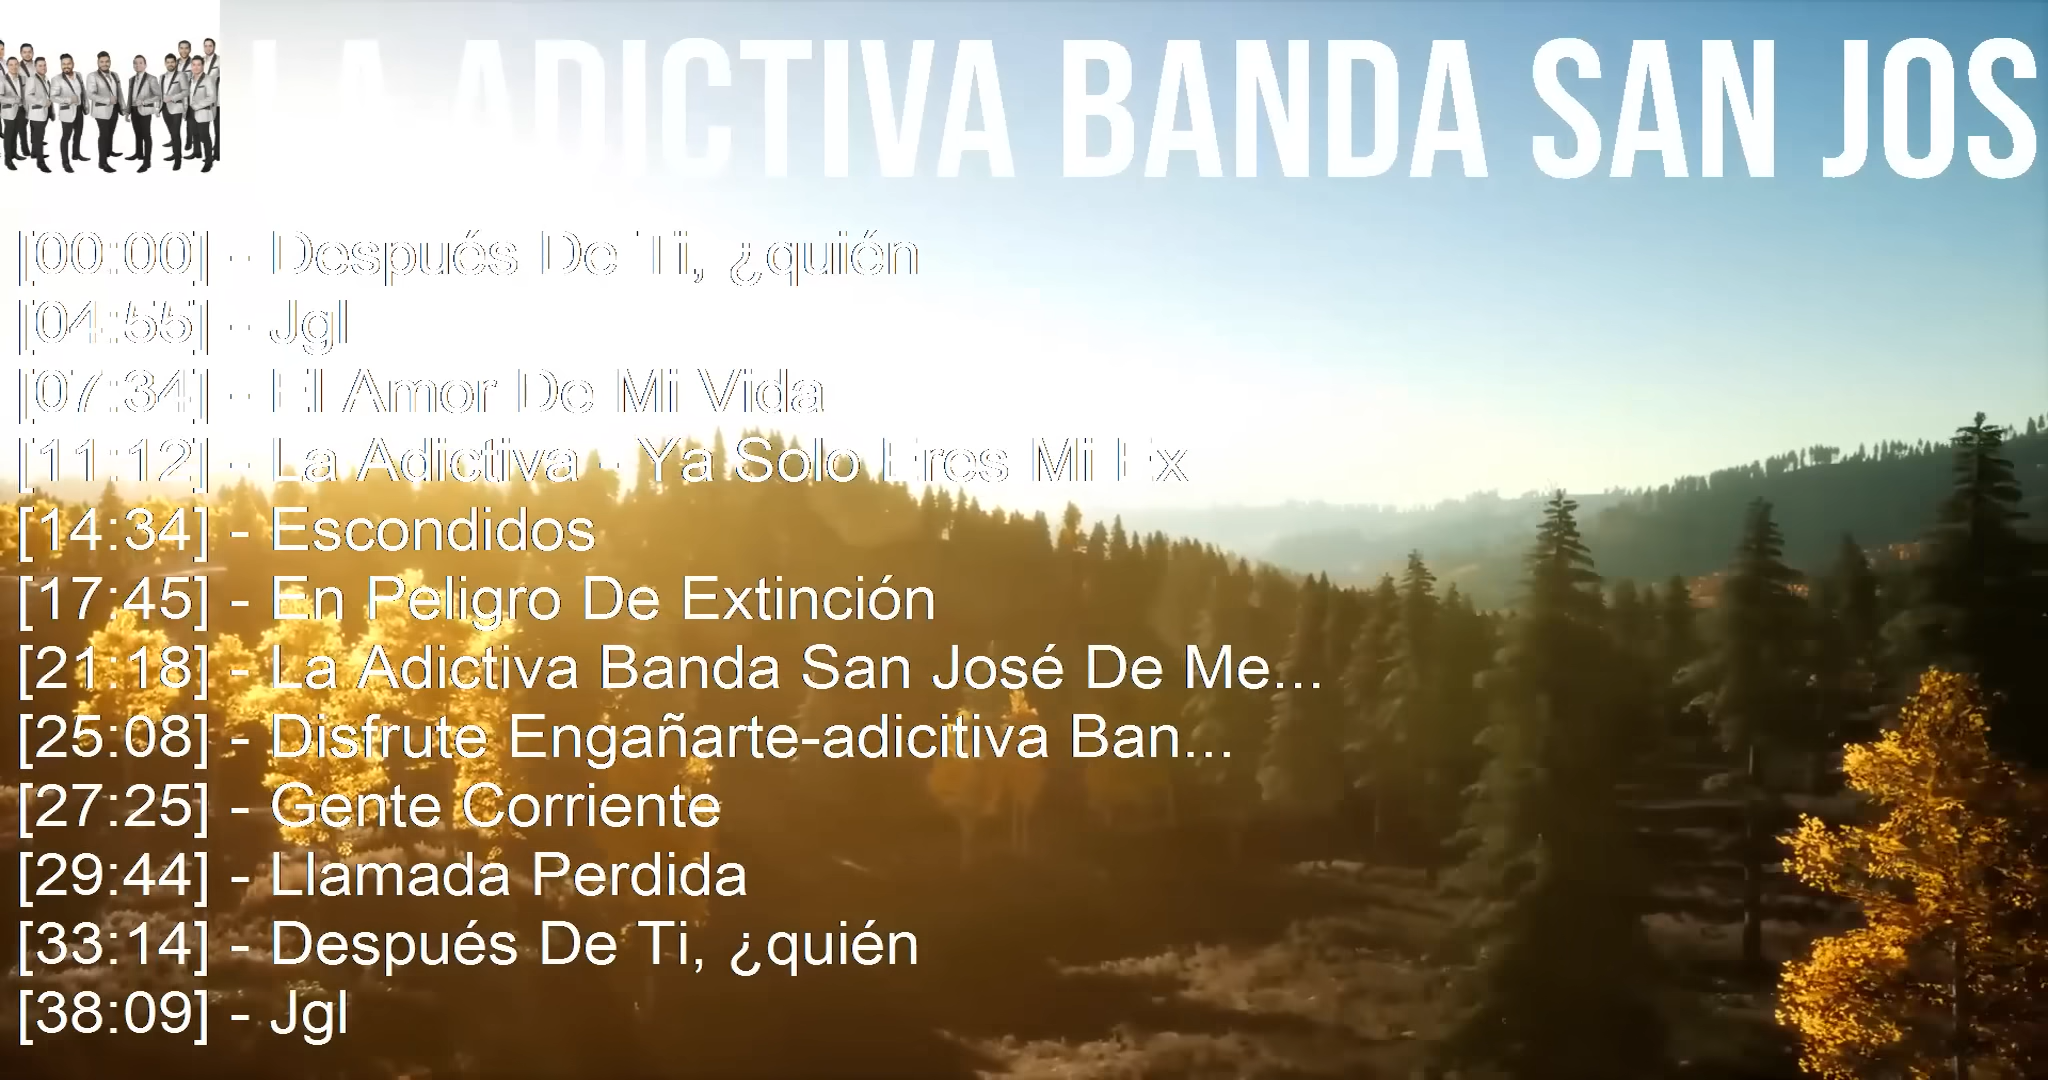 LA ADICTIVA BANDA SAN JOS
[00:00] - Después De Ti, ¿quién
[04:55] - Jgl
[07:34] - El Amor De Mi Vida
[11:12] - La Adictiva - Ya Solo Eres Mi Ex
[14:34] - Escondidos
[17:45] - En Peligro De Extinción
[21:18] - La Adictiva Banda San José De Me...
[25:08] - Disfrute Engañarte-adicitiva Ban...
[27:25] - Gente Corriente
[29:44] - Llamada Perdida
[33:14] - Después De Ti, ¿quién
[38:09] - Jgl